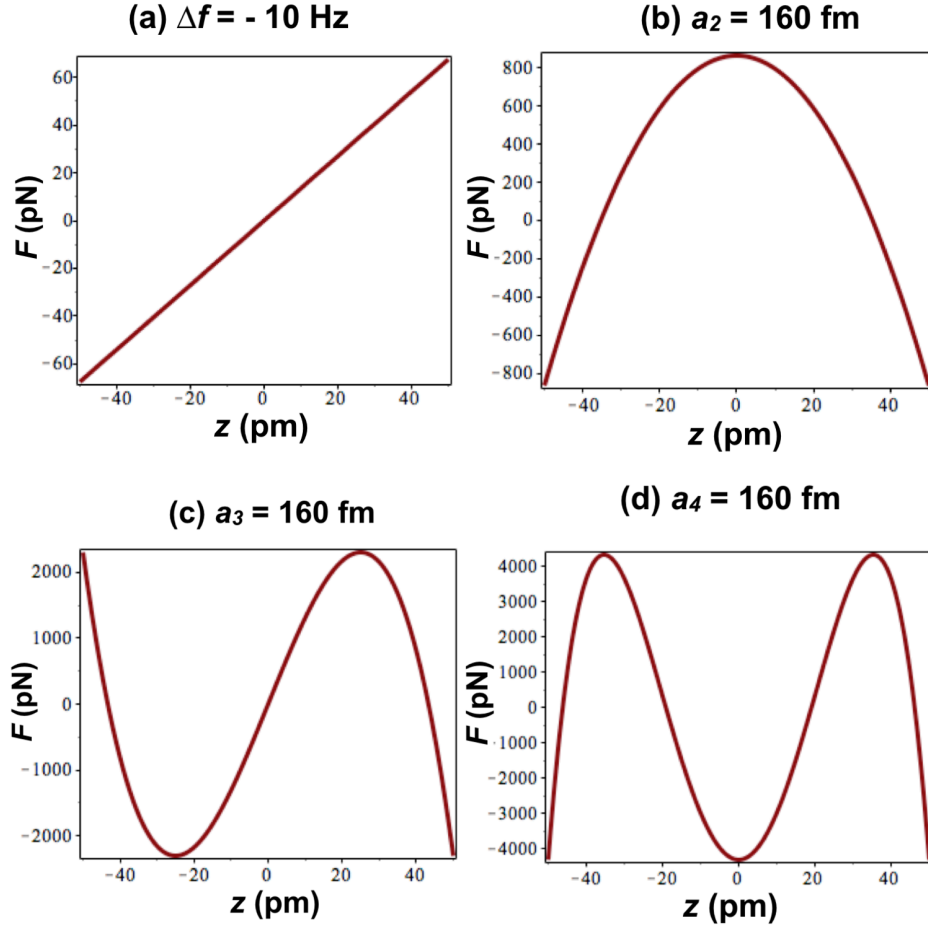 (a) Δf = - 10 Hz
(b) a₂ = 160 fm
60
40
20
0
−20
−40
−60
F (pN)
−40 −20 0 20 40
z (pm)
800
600
400
200
0
−200
−400
−600
−800
F (pN)
−40 −20 0 20 40
z (pm)
(c) a₃ = 160 fm
(d) a₄ = 160 fm
2000
1000
0
−1000
−2000
F (pN)
−40 −20 0 20 40
z (pm)
4000
3000
2000
1000
0
-1000
−2000
−3000
−4000
F (pN)
−40 −20 0 20 40
z (pm)